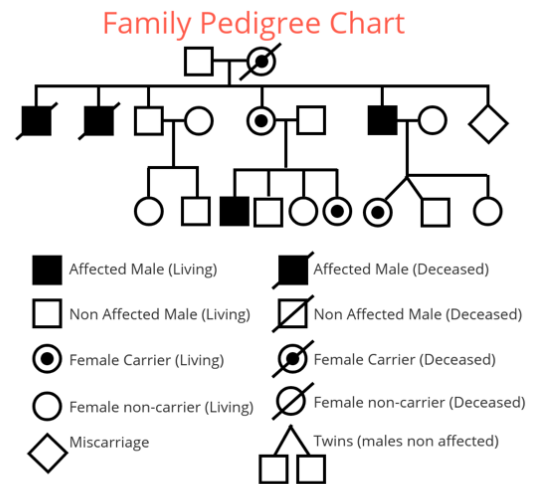 Family Pedigree Chart
Affected Male (Living)
Affected Male (Deceased)
Non Affected Male (Living)
Non Affected Male (Deceased)
Female Carrier (Living)
Female Carrier (Deceased)
Female non-carrier (Living)
Female non-carrier (Deceased)
Miscarriage
Twins (males non affected)